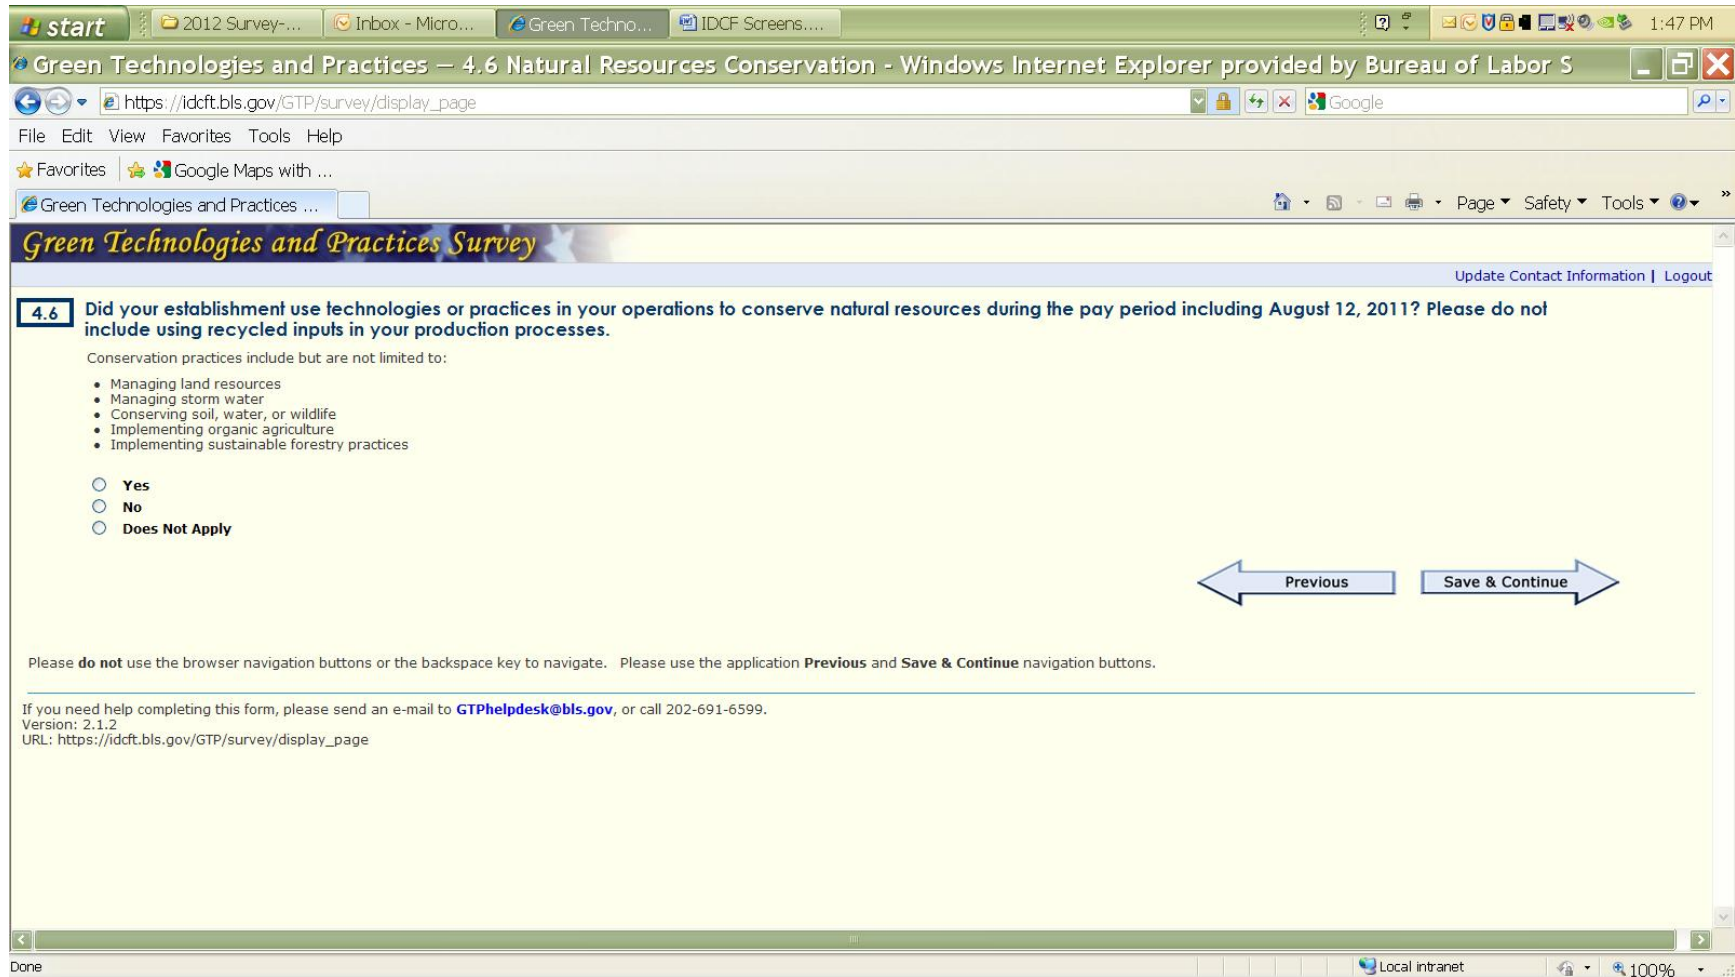 start
2012 Survey-...
Inbox - Micro...
Green Techno...
IDCF Screens....
1:47 PM
Green Technologies and Practices — 4.6 Natural Resources Conservation - Windows Internet Explorer provided by Bureau of Labor S
https://idcft.bls.gov/GTP/survey/display_page
Google
File Edit View Favorites Tools Help
Favorites Google Maps with ...
Green Technologies and Practices ...
Page Safety Tools »
Green Technologies and Practices Survey
Update Contact Information | Logout
4.6 Did your establishment use technologies or practices in your operations to conserve natural resources during the pay period including August 12, 2011? Please do not
include using recycled inputs in your production processes.
Conservation practices include but are not limited to:
• Managing land resources
• Managing storm water
• Conserving soil, water, or wildlife
• Implementing organic agriculture
• Implementing sustainable forestry practices
Yes
No
Does Not Apply
Previous
Save & Continue
Please do not use the browser navigation buttons or the backspace key to navigate. Please use the application Previous and Save & Continue navigation buttons.
If you need help completing this form, please send an e-mail to GTPhelpdesk@bls.gov, or call 202-691-6599.
Version: 2.1.2
URL: https://idcft.bls.gov/GTP/survey/display_page
Done
Local intranet
100%